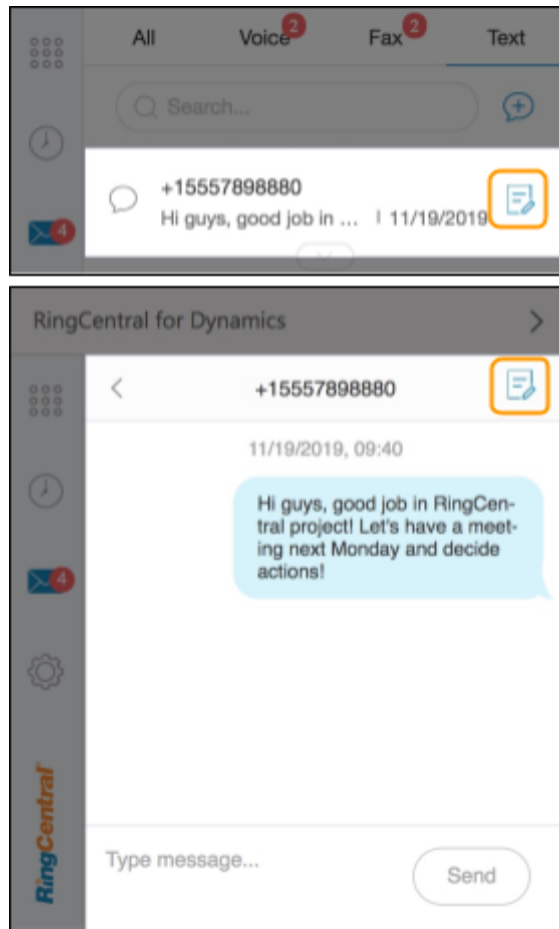 All Voice 2 Fax 2 Text
Search...
+15557898880
Hi guys, good job in ... | 11/19/2019
4
RingCentral for Dynamics
+15557898880
11/19/2019, 09:40
Hi guys, good job in RingCen-
tral project! Let's have a meet-
ing next Monday and decide
actions!
4
RingCentral
Type message...
Send